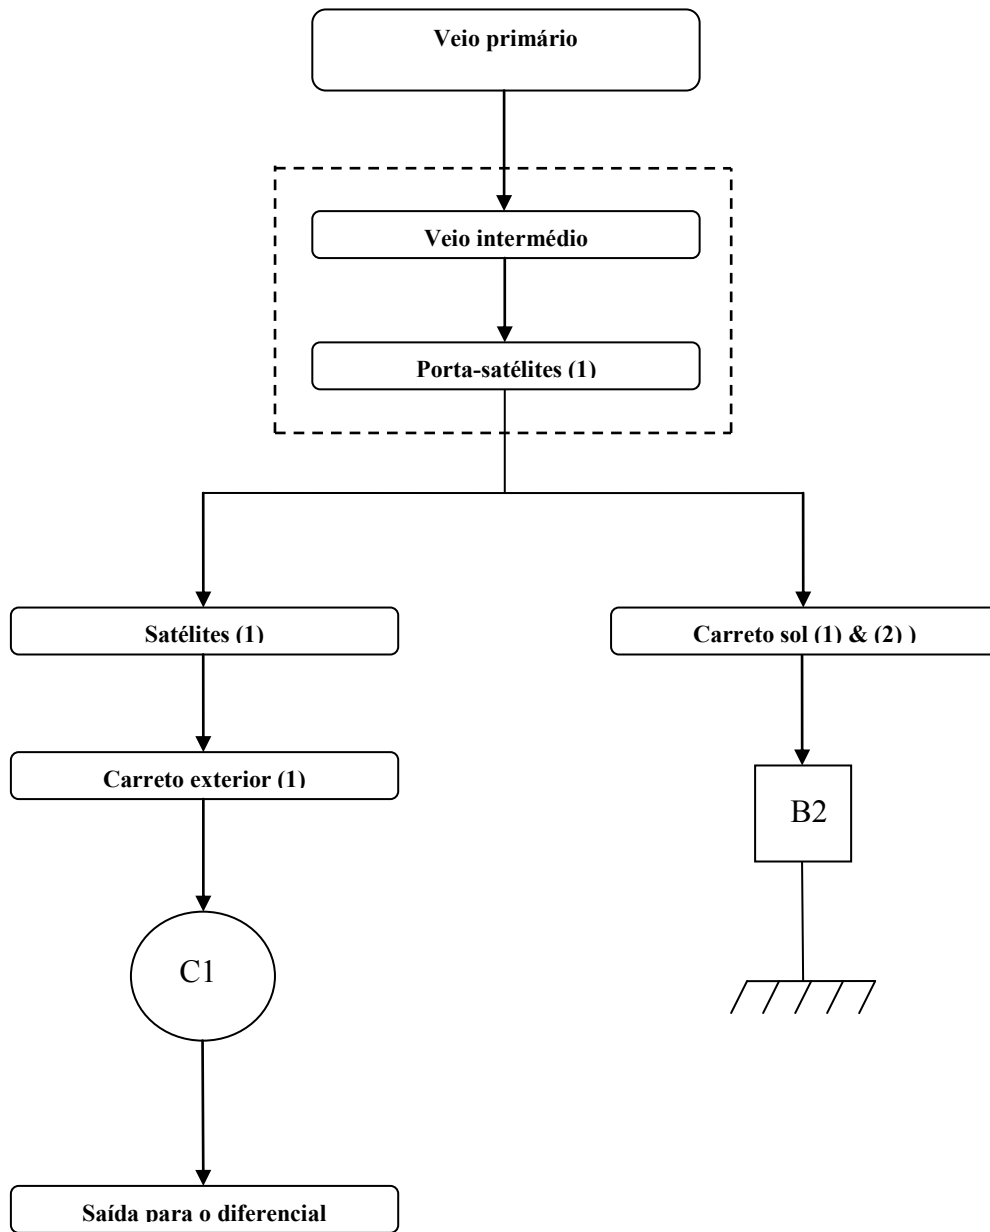 Veio primário
Veio intermédio
Porta-satélites (1)
Satélites (1)
Carreto sol (1) & (2) )
Carreto exterior (1)
B2
C1
Saída para o diferencial